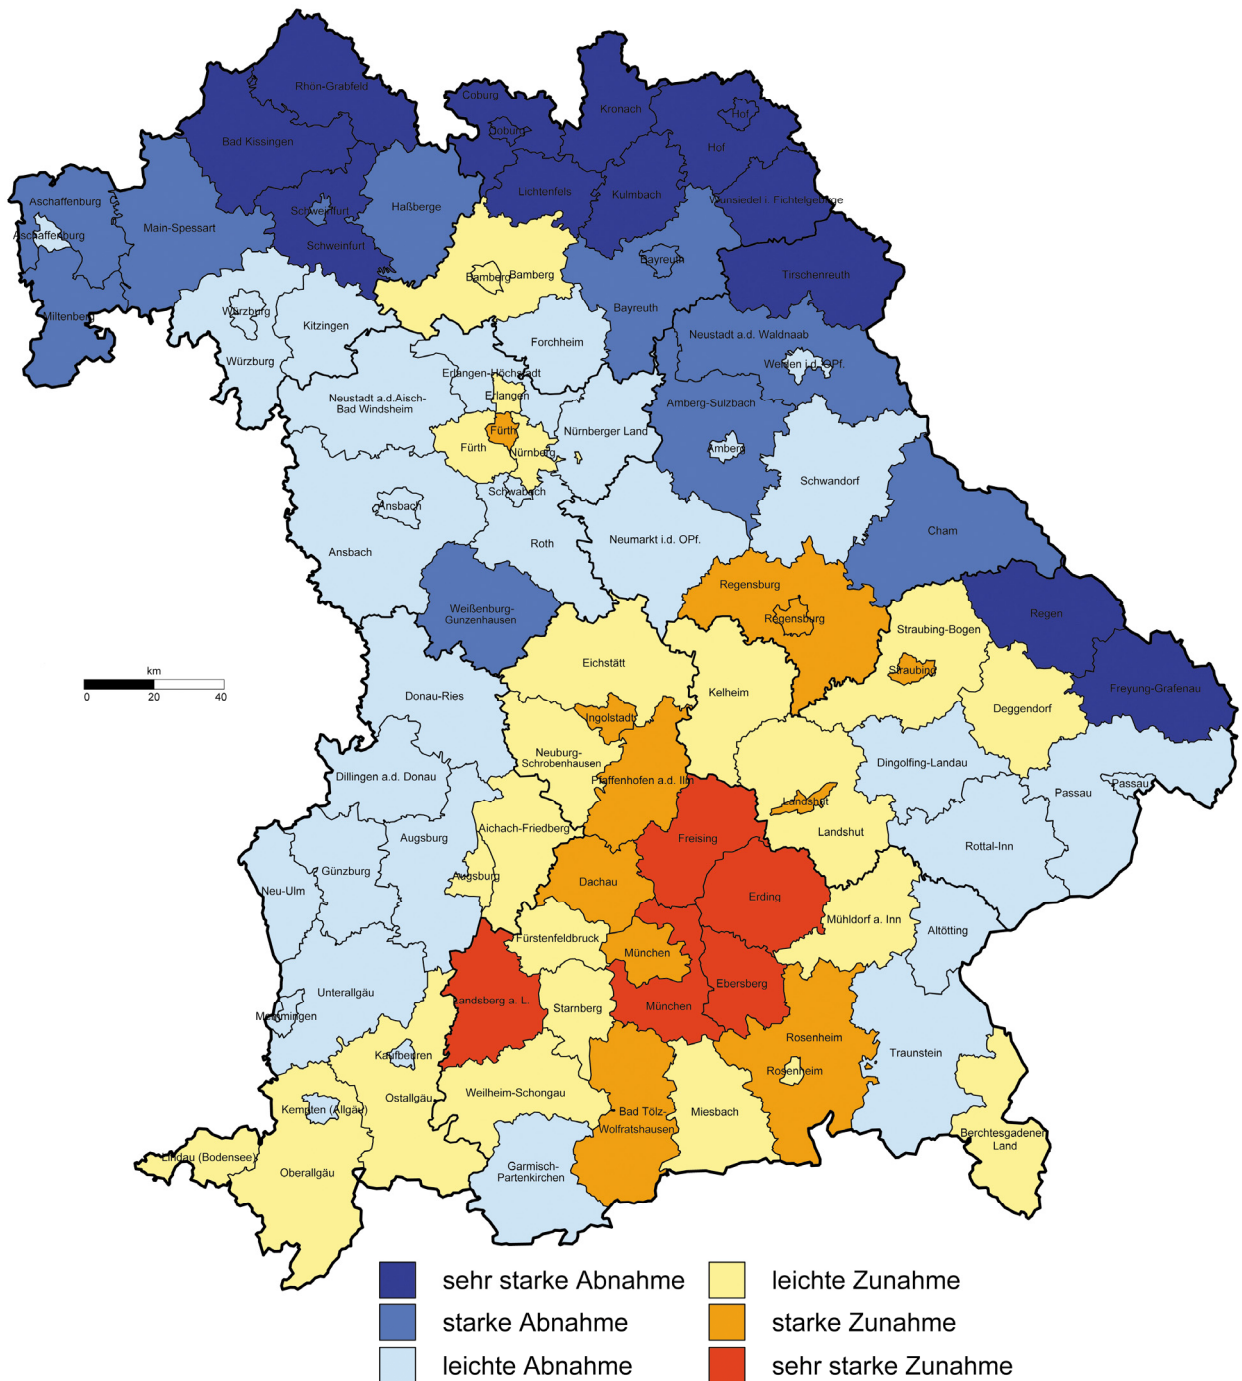 Rhön-Grabfeld
Coburg
Kronach
Hof
Coburg
Bad Kissingen
Hof
Lichtenfels
Kulmbach
Wunsiedel i. Fichtelgebirge
Aschaffenburg
Haßberge
Schweinfurt
Main-Spessart
Aschaffenburg
Schweinfurt
Bayreuth
Bamberg
Bamberg
Tirschenreuth
Miltenberg
Würzburg
Kitzingen
Bayreuth
Neustadt a.d. Waldnaab
Forchheim
Würzburg
Weiden i.d. OPf.
Erlangen-Höchstadt
Erlangen
Neustadt a.d.Aisch-
Bad Windsheim
Amberg-Sulzbach
Fürth
Nürnberger Land
Fürth
Nürnberg
Amberg
Schwandorf
Schwabach
Ansbach
Cham
Roth
Neumarkt i.d. OPf.
Ansbach
Regensburg
Weißenburg-
Gunzenhausen
Regensburg
Regen
Straubing-Bogen
Eichstätt
Straubing
km
0 20 40
Donau-Ries
Kelheim
Freyung-Grafenau
Deggendorf
Ingolstadt
Neuburg-
Schrobenhausen
Dingolfing-Landau
Dillingen a.d. Donau
Pfaffenhofen a.d. Ilm
Passau
Passau
Landshut
Aichach-Friedberg
Landshut
Augsburg
Freising
Rottal-Inn
Günzburg
Augsburg
Dachau
Neu-Ulm
Erding
Mühldorf a. Inn
Altötting
Fürstenfeldbruck
München
Ebersberg
Unterallgäu
Landsberg a. L.
Starnberg
München
Memmingen
Rosenheim
Kaufbeuren
Traunstein
Rosenheim
Ostallgäu
Weilheim-Schongau
Kempten (Allgäu)
Bad Tölz-
Wolfratshausen
Miesbach
Berchtesgadener
Land
Lindau (Bodensee)
Oberallgäu
Garmisch-
Partenkirchen
sehr starke Abnahme
leichte Zunahme
starke Abnahme
starke Zunahme
leichte Abnahme
sehr starke Zunahme